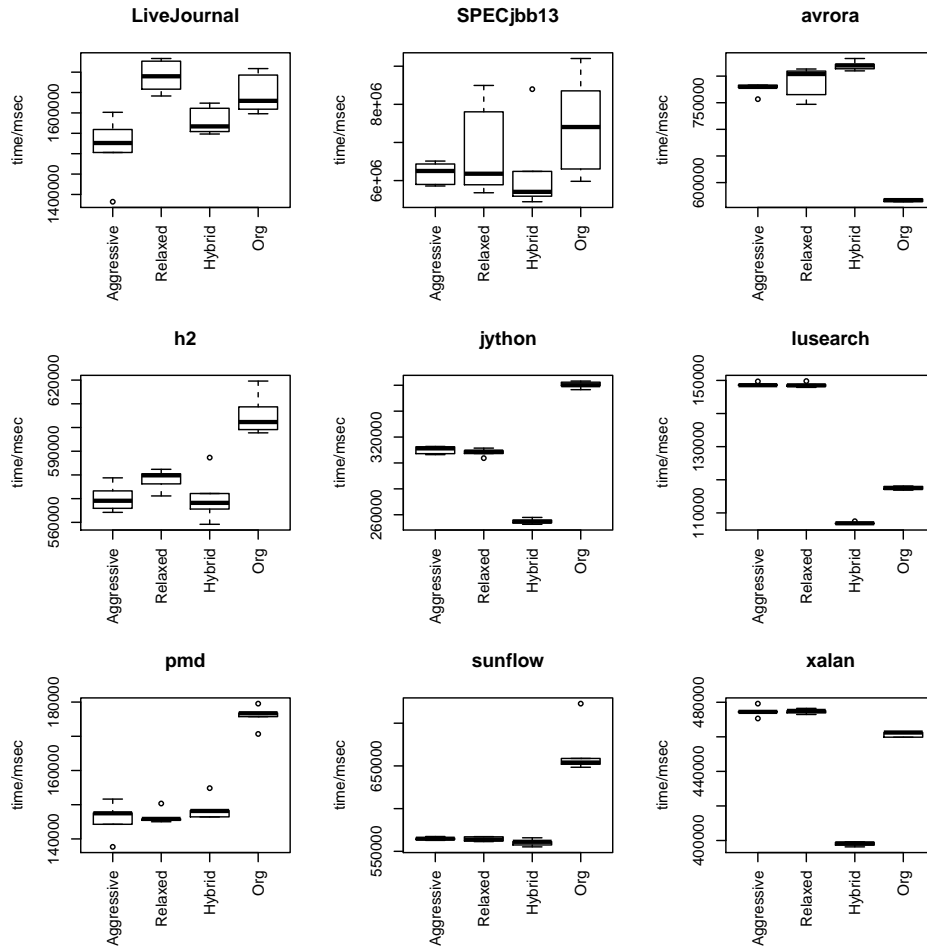 LiveJournal
time/msec
1400000 1600000
Aggressive Relaxed Hybrid Org
SPECjbb13
time/msec
6e+06 8e+06
Aggressive Relaxed Hybrid Org
avrora
time/msec
600000 750000
Aggressive Relaxed Hybrid Org
h2
time/msec
560000 590000 620000
Aggressive Relaxed Hybrid Org
jython
time/msec
260000 320000
Aggressive Relaxed Hybrid Org
lusearch
time/msec
110000 130000 150000
Aggressive Relaxed Hybrid Org
pmd
time/msec
140000 160000 180000
Aggressive Relaxed Hybrid Org
sunflow
time/msec
550000 650000
Aggressive Relaxed Hybrid Org
xalan
time/msec
400000 440000 480000
Aggressive Relaxed Hybrid Org